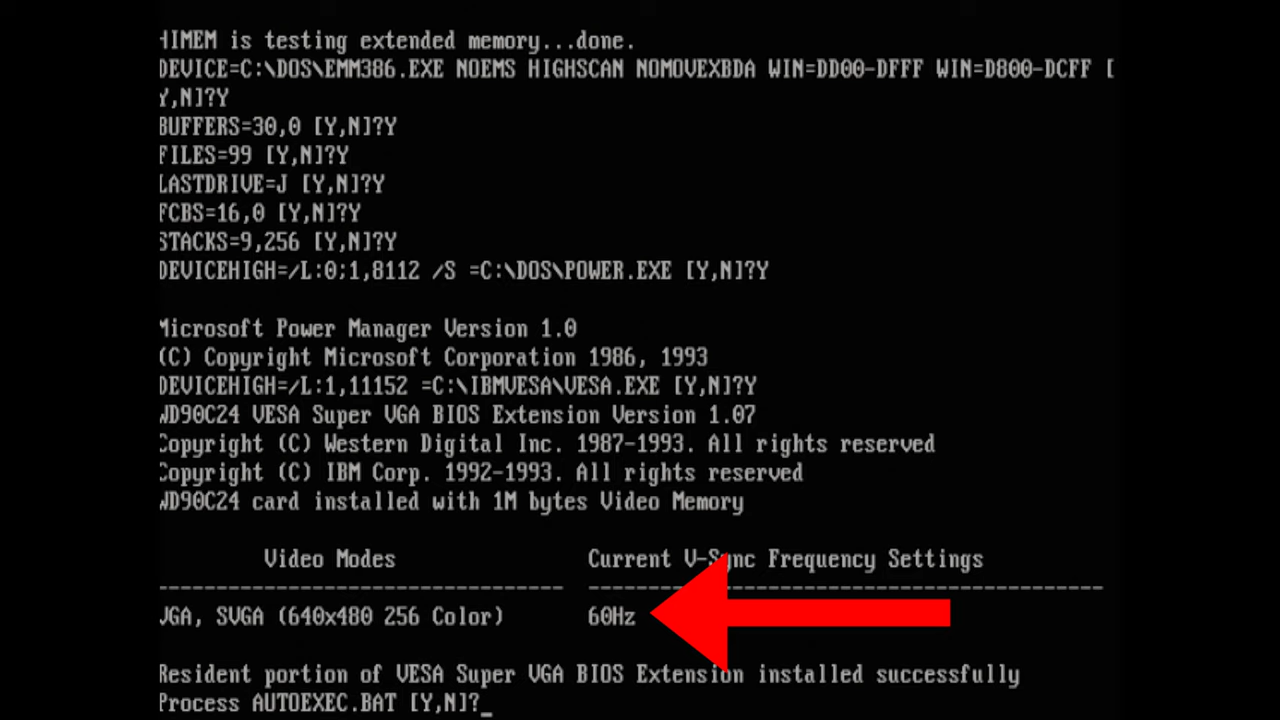 HIMEM is testing extended memory...done.
DEVICE=C:\DOS\EMM386.EXE NOEMS HIGHSCAN NOMOVEXBDA WIN=DD00-DFFF WIN=D800-DCFF [
Y,N]?Y
BUFFERS=30,0 [Y,N]?Y
FILES=99 [Y,N]?Y
LASTDRIVE=J [Y,N]?Y
FCBS=16,0 [Y,N]?Y
STACKS=9,256 [Y,N]?Y
DEVICEHIGH=/L:0;1,8112 /S =C:\DOS\POWER.EXE [Y,N]?Y
Microsoft Power Manager Version 1.0
(C) Copyright Microsoft Corporation 1986, 1993
DEVICEHIGH=/L:1,11152 =C:\IBMVESA\VESA.EXE [Y,N]?Y
WD90C24 VESA Super VGA BIOS Extension Version 1.07
Copyright (C) Western Digital Inc. 1987-1993. All rights reserved
Copyright (C) IBM Corp. 1992-1993. All rights reserved
WD90C24 card installed with 1M bytes Video Memory
Video Modes Current V-Sync Frequency Settings
---------------------------------- -------------------------------------------
VGA, SVGA (640x480 256 Color) 60Hz
Resident portion of VESA Super VGA BIOS Extension installed successfully
Process AUTOEXEC.BAT [Y,N]?_